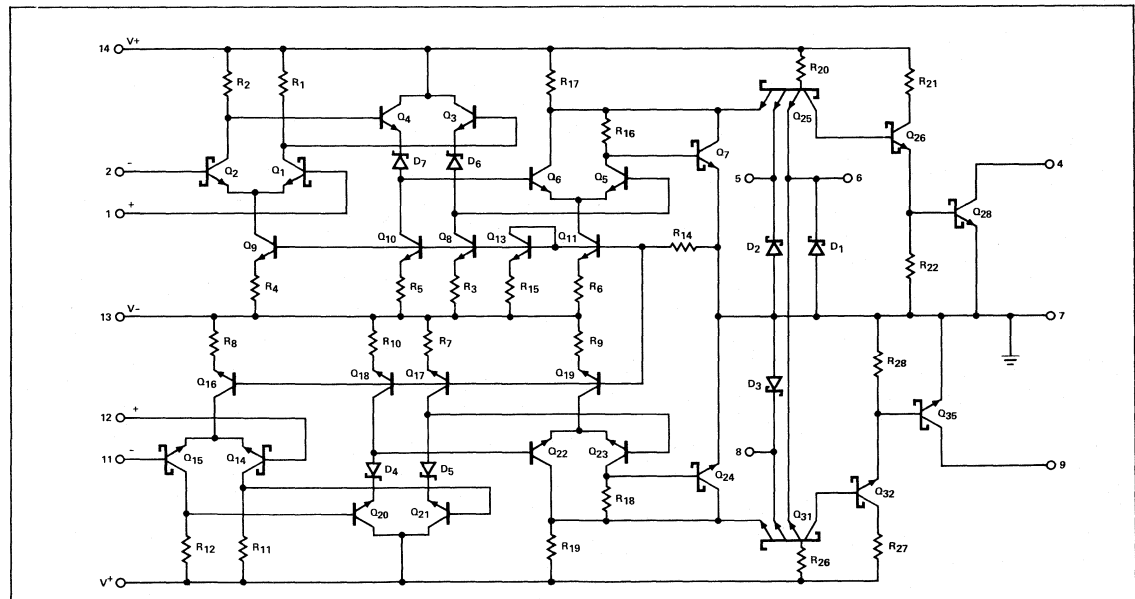 14 V+
R2
R1
R17
R20
R21
Q4
Q3
Q25
Q26
R16
Q7
2 -
Q2
Q1
D7
D6
Q6
Q5
5
6
4
1 +
Q28
Q9
Q10
Q8
Q13
Q11
R14
D2
D1
R22
R4
R5
R3
R15
R6
13 V-
7
R8
R10
R7
R9
R28
Q16
Q18
Q17
Q19
D3
Q35
12 +
11 -
Q15
Q14
D4
D5
Q22
Q23
8
9
Q24
Q32
Q20
Q21
R18
Q31
R12
R11
R19
R26
R27
V+